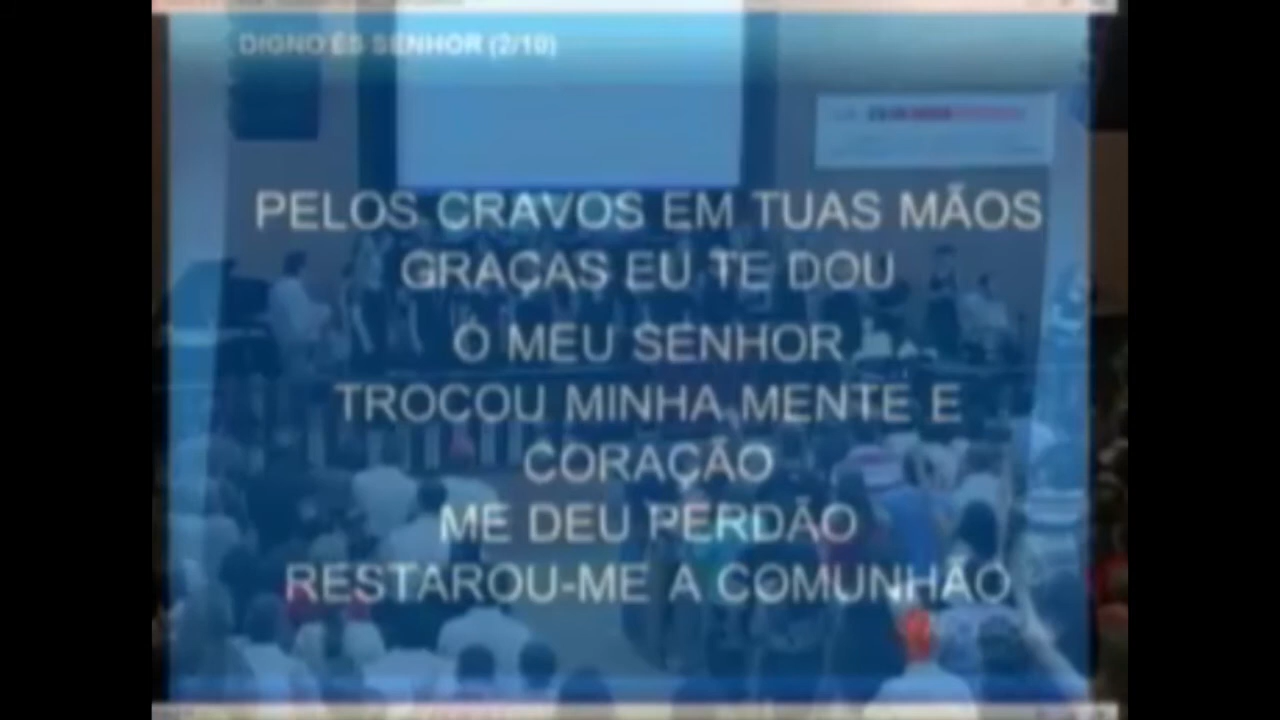 DIGNO ÉS SENHOR (2/10)
PELOS CRAVOS EM TUAS MÃOS
GRAÇAS EU TE DOU
O MEU SENHOR
TROCOU MINHA MENTE E
CORAÇÃO
ME DEU PERDÃO
RESTAROU-ME A COMUNHÃO